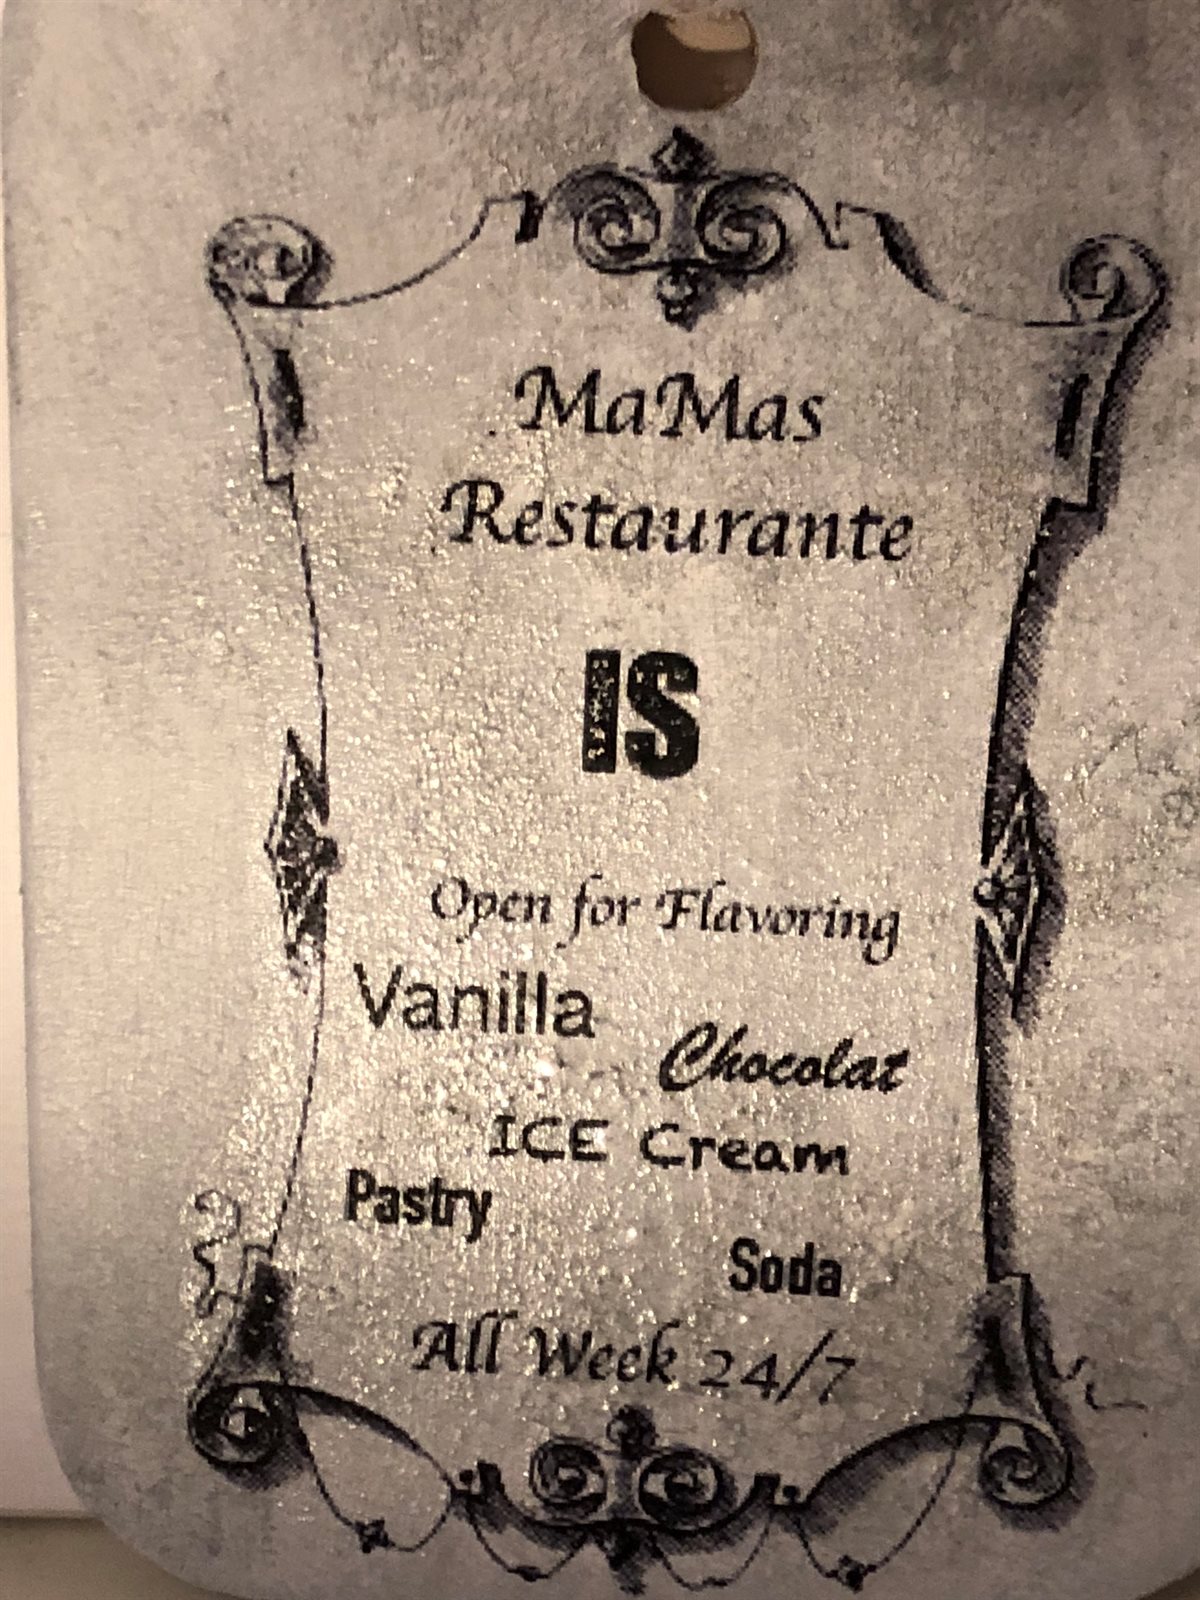 MaMas
Restaurante
IS
Open for Flavoring
Vanilla
Chocolat
ICE Cream
Pastry
Soda
All Week 24/7